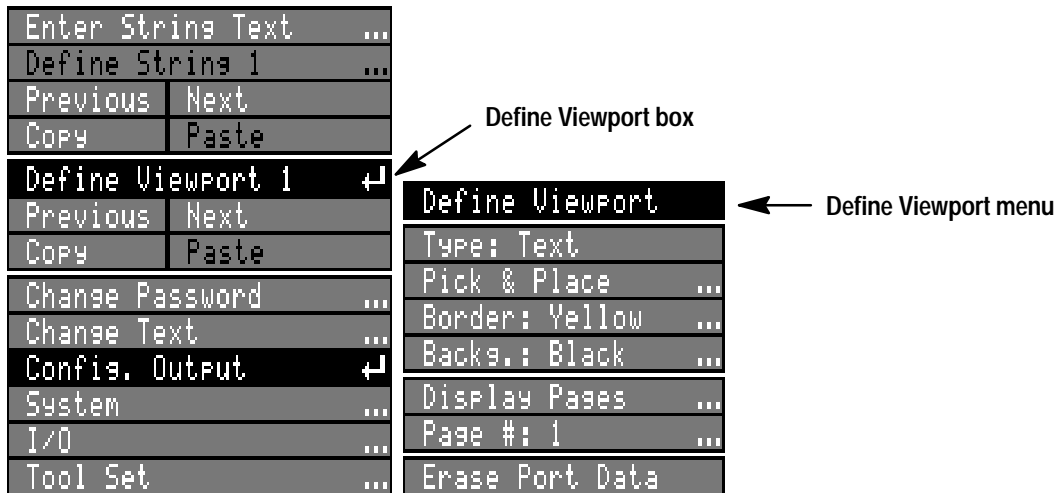 Enter String Text ...
Define String 1 ...
Previous Next
Copy Paste
Define Viewport 1 ↵
Previous Next
Copy Paste
Change Password ...
Change Text ...
Config. Output ↵
System ...
I/O ...
Tool Set ...
Define Viewport box
Define Viewport
Define Viewport menu
Type: Text
Pick & Place ...
Border: Yellow ...
Backg.: Black ...
Display Pages ...
Page #: 1 ...
Erase Port Data